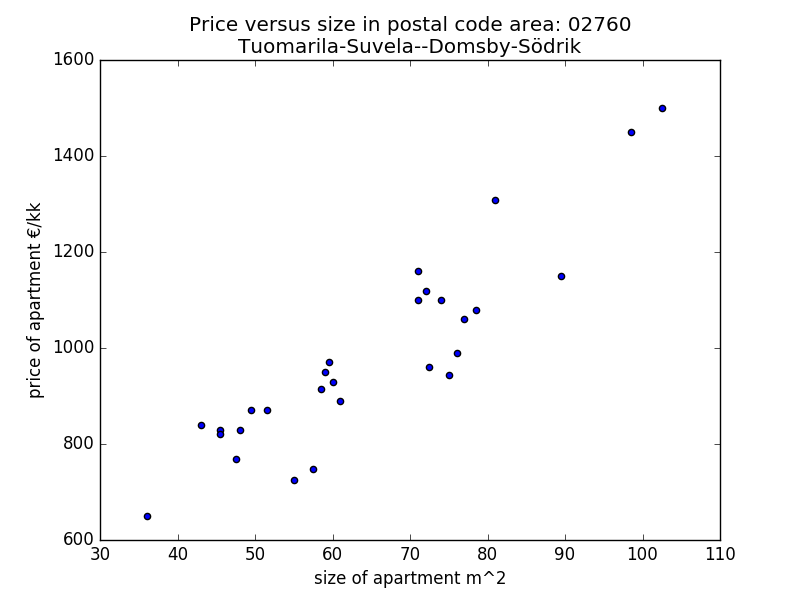 Price versus size in postal code area: 02760
Tuomarila-Suvela--Domsby-Södrik
1600
1400
1200
1000
800
600
price of apartment €/kk
30 40 50 60 70 80 90 100 110
size of apartment m^2